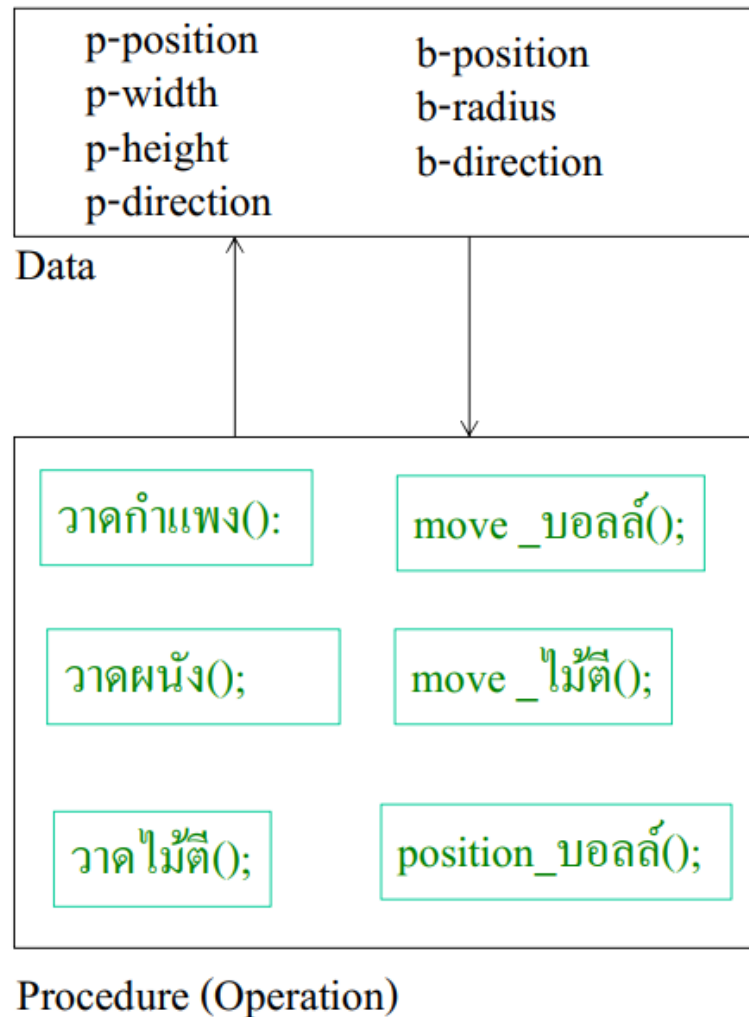 p-position
p-width
p-height
p-direction
b-position
b-radius
b-direction
Data
วาดกำแพง():
move _บอลล์();
วาดผนัง();
move _ไม้ตี();
วาดไม้ตี();
position_บอลล์();
Procedure (Operation)